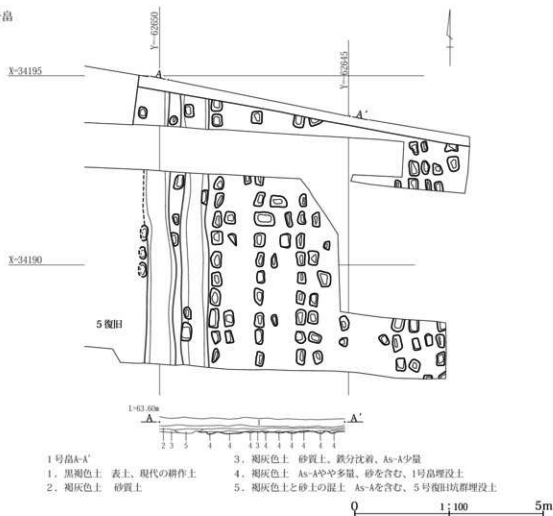 畠
Y=-62650
Y=-62645
X=34195
A
A'
X=34190
5復旧
L=63.60m
A A'
2 3 5 4 4 4 3 4 4 4 4
1号畠A-A'
1. 黒褐色土 表土、現代の耕作土
2. 褐灰色土 砂質土
3. 褐灰色土 砂質土、鉄分沈着、As-A少量
4. 褐灰色土 As-Aやや多量、砂を含む、1号畠埋没土
5. 褐灰色土と砂土の混土 As-Aを含む、5号復旧坑群埋没土
0 1:100 5m